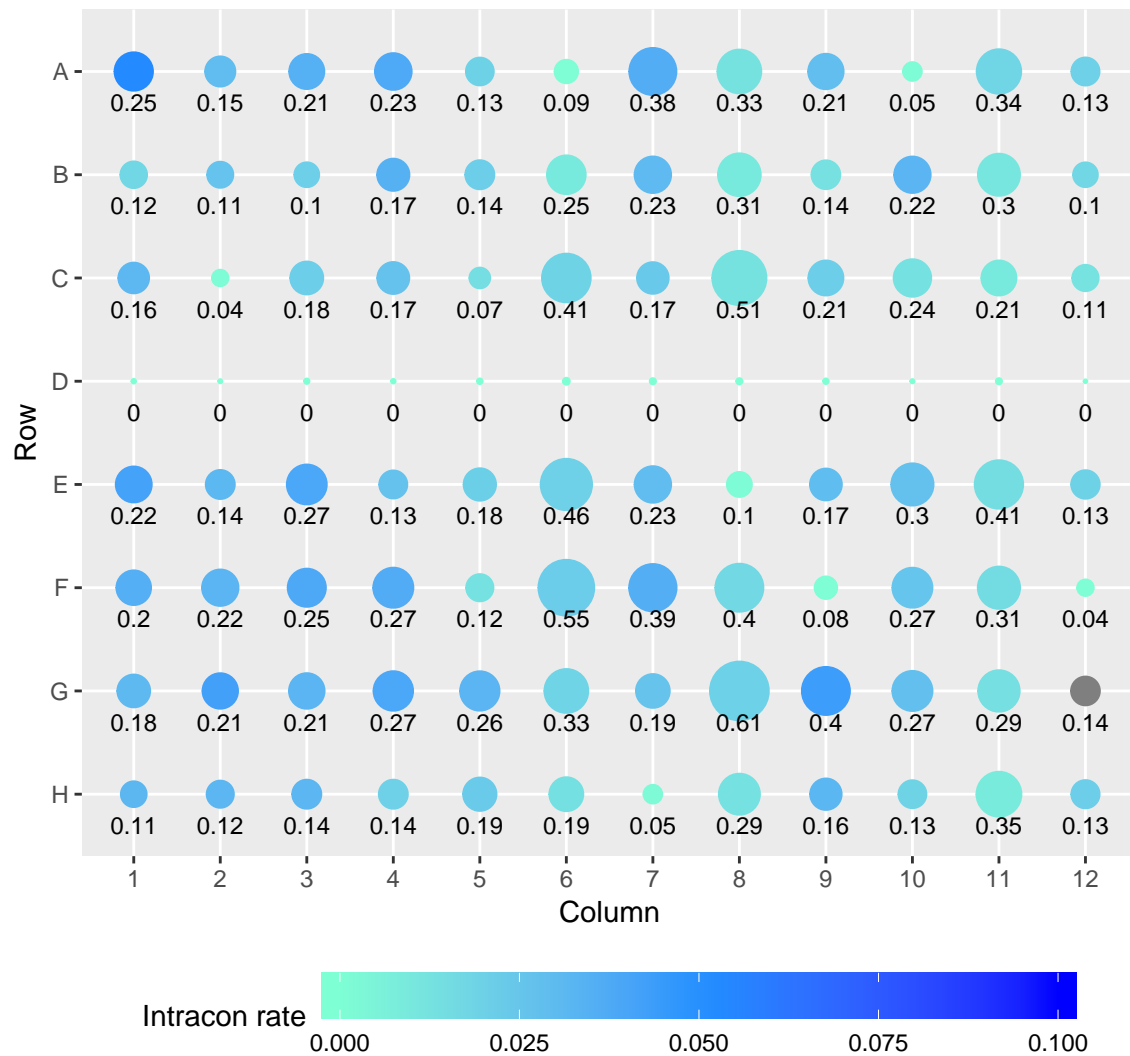 A
0.25 0.15 0.21 0.23 0.13 0.09 0.38 0.33 0.21 0.05 0.34 0.13
B
0.12 0.11 0.1 0.17 0.14 0.25 0.23 0.31 0.14 0.22 0.3 0.1
C
0.16 0.04 0.18 0.17 0.07 0.41 0.17 0.51 0.21 0.24 0.21 0.11
D
0 0 0 0 0 0 0 0 0 0 0 0
Row
E
0.22 0.14 0.27 0.13 0.18 0.46 0.23 0.1 0.17 0.3 0.41 0.13
F
0.2 0.22 0.25 0.27 0.12 0.55 0.39 0.4 0.08 0.27 0.31 0.04
G
0.18 0.21 0.21 0.27 0.26 0.33 0.19 0.61 0.4 0.27 0.29 0.14
H
0.11 0.12 0.14 0.14 0.19 0.19 0.05 0.29 0.16 0.13 0.35 0.13
1 2 3 4 5 6 7 8 9 10 11 12
Column
Intracon rate
0.000 0.025 0.050 0.075 0.100